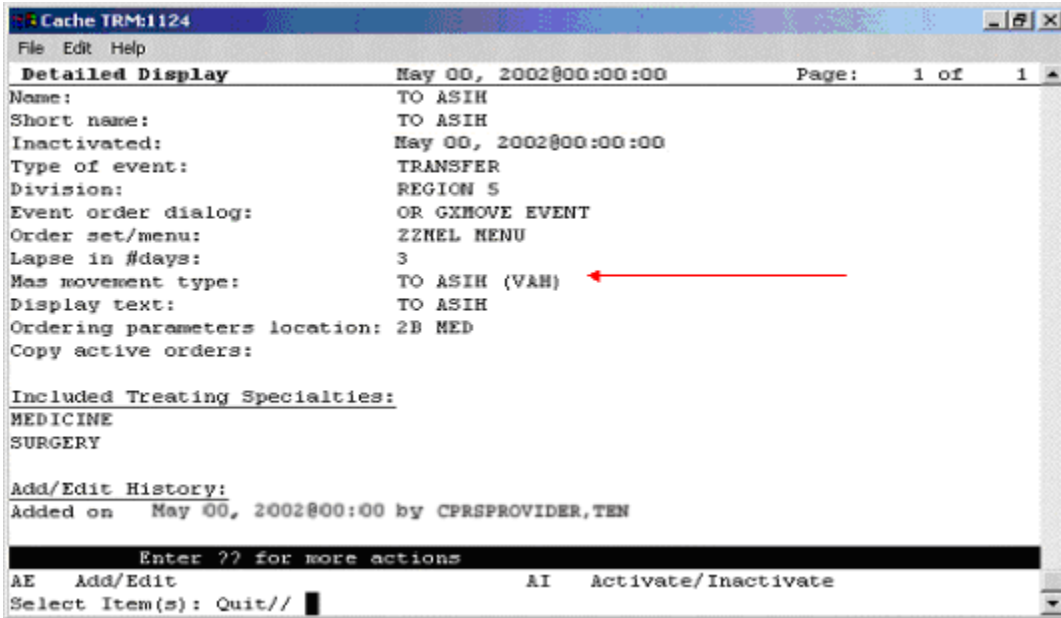 Cache TRM:1124
File Edit Help
Detailed Display May 00, 2002@00:00:00 Page: 1 of 1
Name: TO ASIH
Short name: TO ASIH
Inactivated: May 00, 2002@00:00:00
Type of event: TRANSFER
Division: REGION 5
Event order dialog: OR GXMOVE EVENT
Order set/menu: ZZMEL MENU
Lapse in #days: 3
Mas movement type: TO ASIH (VAH)
Display text: TO ASIH
Ordering parameters location: 2B MED
Copy active orders:
Included Treating Specialties:
MEDICINE
SURGERY
Add/Edit History:
Added on May 00, 2002@00:00 by CPRSPROVIDER,TEN
Enter ?? for more actions
AE Add/Edit AI Activate/Inactivate
Select Item(s): Quit//